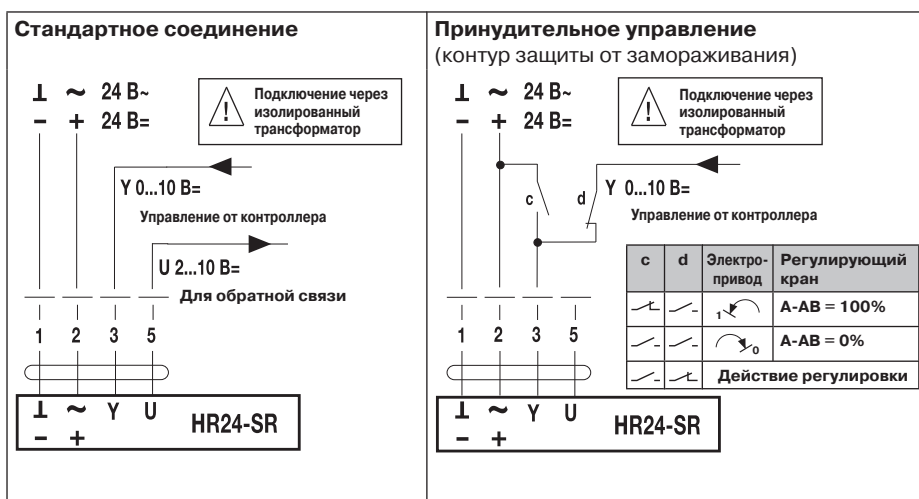 Стандартное соединение
⊥ ~ 24 В~
− + 24 В=
Подключение через
изолированный
трансформатор
Y 0...10 В=
Управление от контроллера
U 2...10 В=
Для обратной связи
1 2 3 5
⊥ ~ Y U
− +
HR24-SR
Принудительное управление
(контур защиты от замораживания)
⊥ ~ 24 В~
− + 24 В=
Подключение через
изолированный
трансформатор
c d Y 0...10 В=
Управление от контроллера
c d Электро-
привод
Регулирующий
кран
1 A-AB = 100%
0 A-AB = 0%
Действие регулировки
1 2 3 5
⊥ ~ Y U
− +
HR24-SR